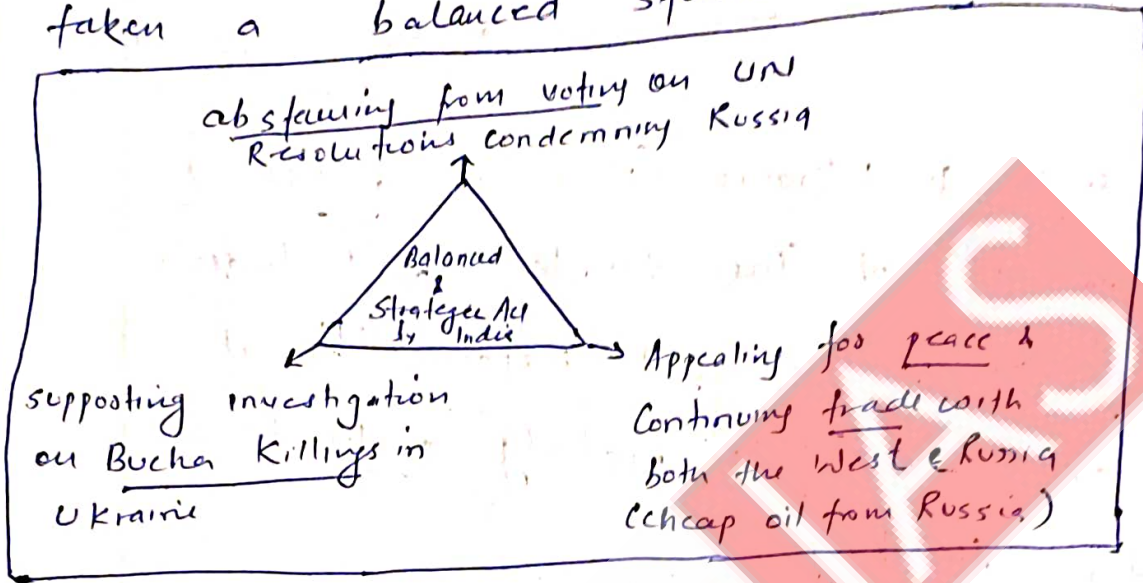 taken a balanced
abstaining from voting on UN
Resolutions condemning Russia
Balanced
&
Strategic Act
by India
supporting investigation
on Bucha Killings in
Ukraine
Appealing for peace &
Continuing trade with
both the West & Russia
(cheap oil from Russia)
IAS